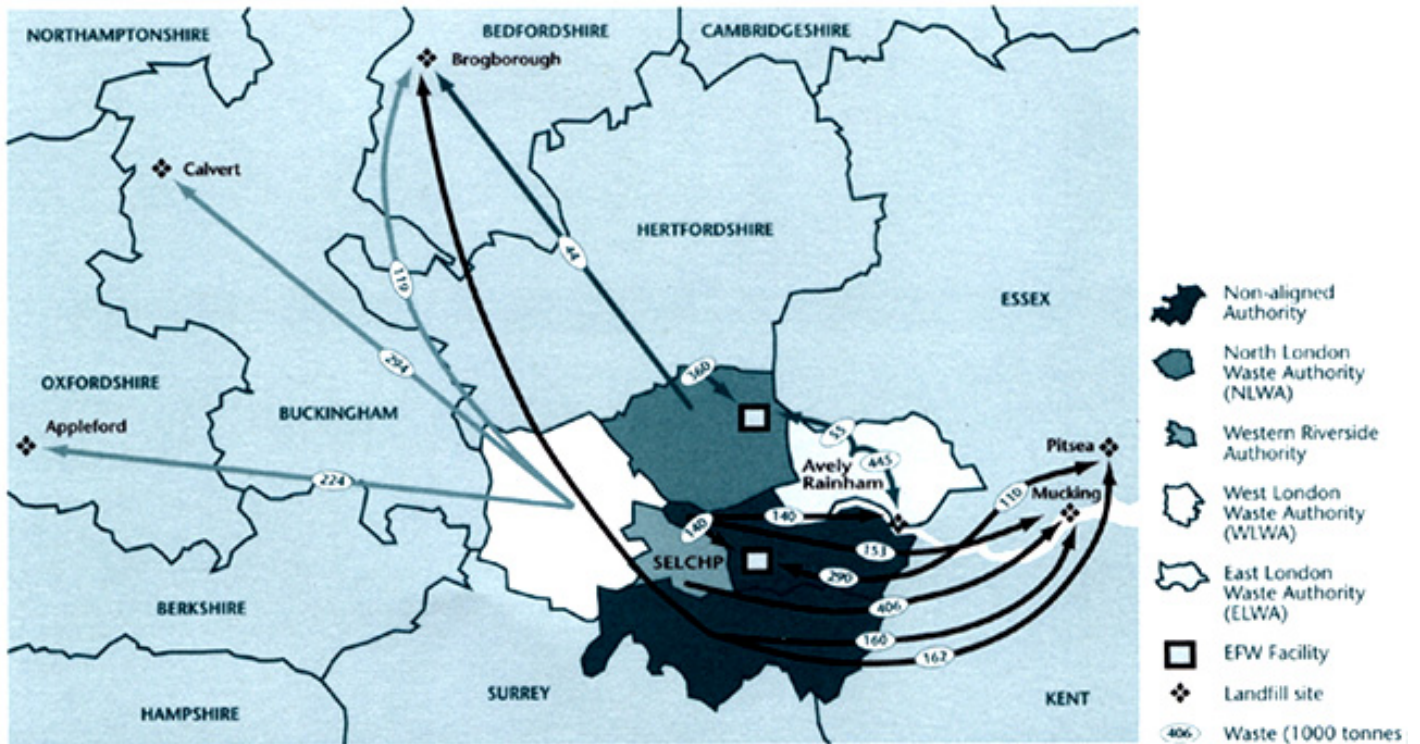 NORTHAMPTONSHIRE
BEDFORDSHIRE
CAMBRIDGESHIRE
Brogborough
Calvert
HERTFORDSHIRE
ESSEX
OXFORDSHIRE
BUCKINGHAM
Appleford
BERKSHIRE
HAMPSHIRE
SURREY
KENT
Pitsea
Mucking
Avely
Rainham
SELCHP
44
119
294
224
360
55
445
110
140
140
153
290
406
160
162
Non-aligned
Authority
North London
Waste Authority
(NLWA)
Western Riverside
Authority
West London
Waste Authority
(WLWA)
East London
Waste Authority
(ELWA)
EFW Facility
Landfill site
406 Waste (1000 tonnes